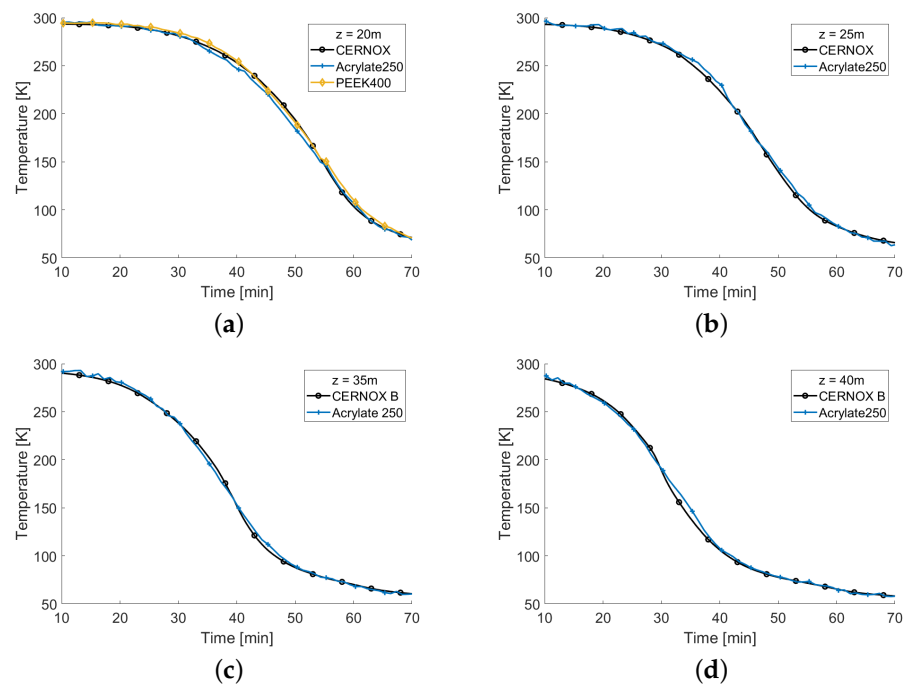 300
250
200
150
100
50
Temperature [K]
10 20 30 40 50 60 70
Time [min]
z = 20m
CERNOX
Acrylate250
PEEK400
(a)
300
250
200
150
100
50
Temperature [K]
10 20 30 40 50 60 70
Time [min]
z = 25m
CERNOX
Acrylate250
(b)
300
250
200
150
100
50
Temperature [K]
10 20 30 40 50 60 70
Time [min]
z = 35m
CERNOX B
Acrylate 250
(c)
300
250
200
150
100
50
Temperature [K]
10 20 30 40 50 60 70
Time [min]
z = 40m
CERNOX B
Acrylate250
(d)